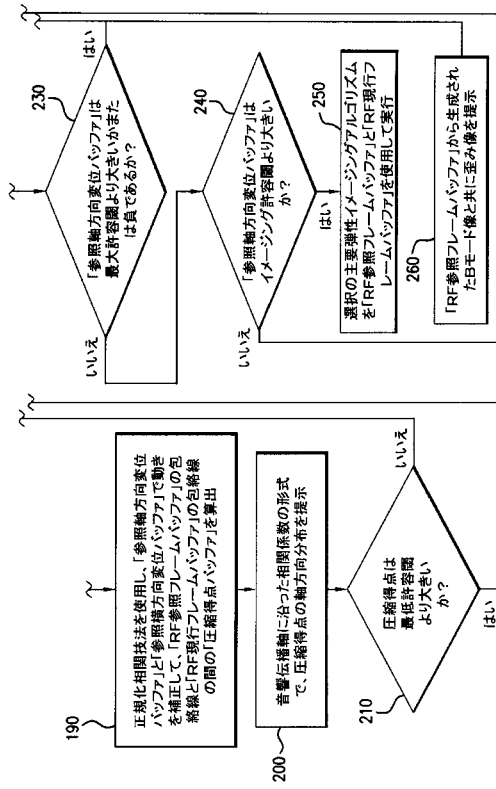 190
正規化相関技法を使用し、「参照軸方向変位
バッファ」と「参照横方向変位バッファ」で動き
を補正して、「RF参照フレームバッファ」の包
絡線と「RF現行フレームバッファ」の包絡線
の間の「圧縮得点バッファ」を算出
200
音響伝播軸に沿った相関係数の形式
で、圧縮得点の軸方向分布を提示
210
圧縮得点は
最低許容閾
より大きい
か?
いいえ
はい
230
「参照軸方向変位バッファ」は
最大許容閾より大きいかまた
は負であるか?
はい
いいえ
240
「参照軸方向変位バッファ」は
イメージング許容閾より大きい
か?
いいえ
はい
250
選択の主要弾性イメージングアルゴリズム
を「RF参照フレームバッファ」と「RF現行フ
レームバッファ」を使用して実行
260
「RF参照フレームバッファ」から生成され
たBモード像と共に歪み像を提示